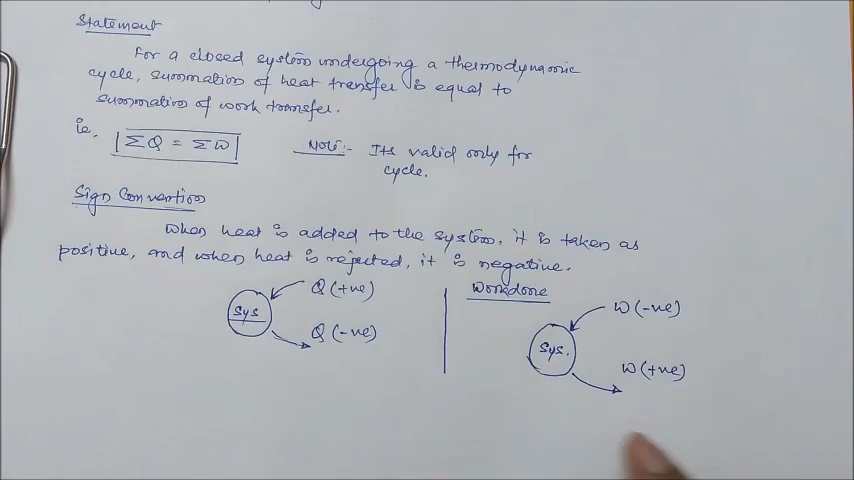 Statement
For a closed system undergoing a thermodynamic
cycle, summation of heat transfer is equal to
summation of work transfer.
ie. ΣQ = ΣW Note:- Its valid only for
cycle.
Sign Convention
When heat is added to the system, it is taken as
positive, and when heat is rejected, it is negative.
Q (+ve)
Sys
Q (-ve)
Workdone
W (-ve)
Sys.
W (+ve)